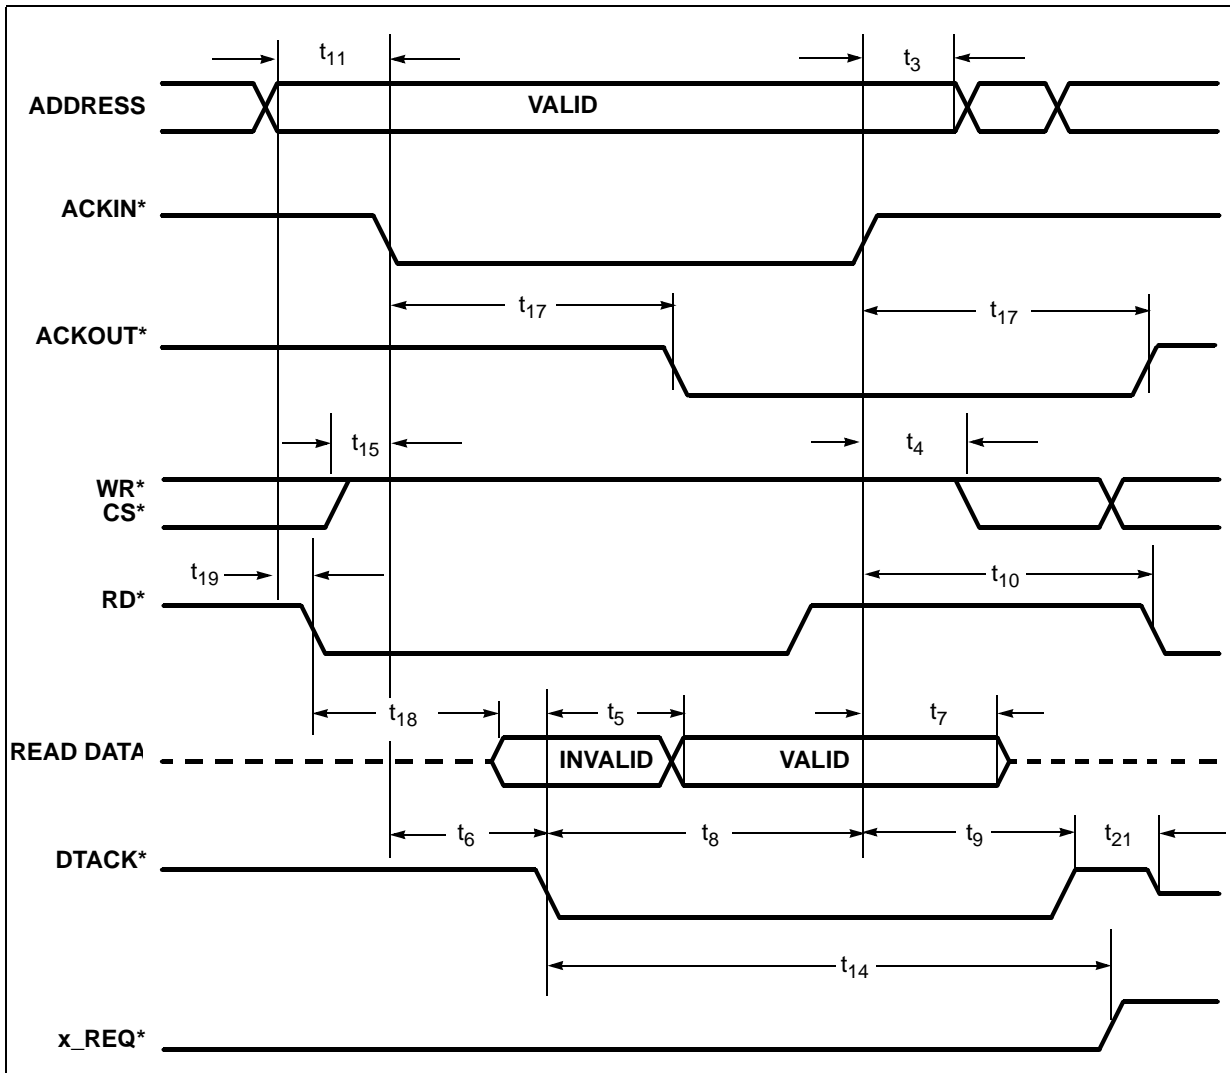 t11
t3
ADDRESS
VALID
ACKIN*
t17
t17
ACKOUT*
t15
t4
WR*
CS*
t19
t10
RD*
t18
t5
t7
READ DATA
INVALID
VALID
t6
t8
t9
t21
DTACK*
t14
x_REQ*